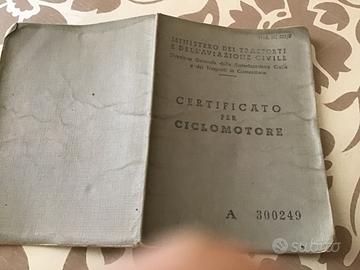 MINISTERO DEI TRASPORTI
E DELL'AVIAZIONE CIVILE
Direzione Generale della Motorizzazione Civile
e dei Trasporti in Concessione
CERTIFICATO
PER
CICLOMOTORE
A 300249
subito